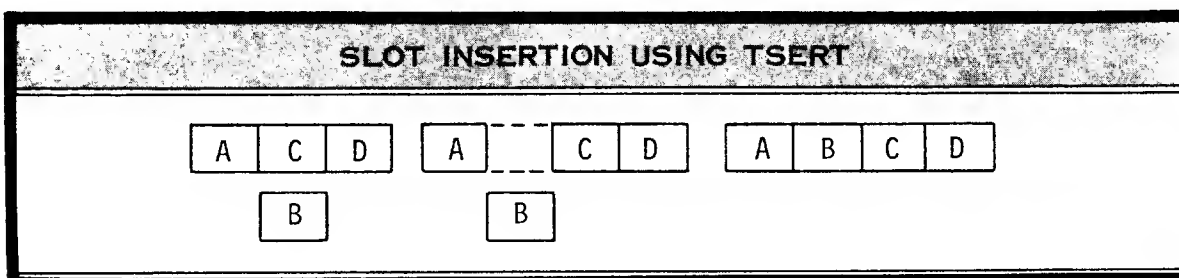 SLOT INSERTION USING TSERT
A C D A C D A B C D
B B